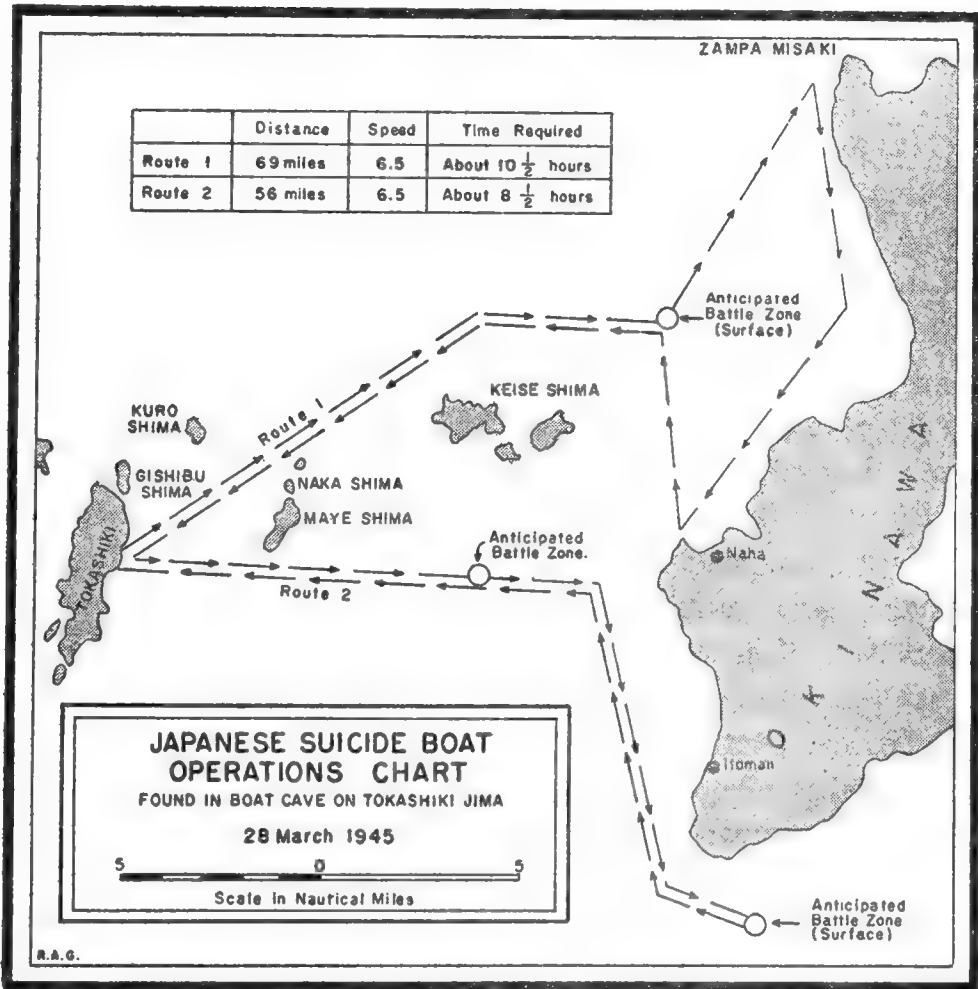 ZAMPA MISAKI
Distance Speed Time Required
Route 1 69 miles 6.5 About 10 1/2 hours
Route 2 56 miles 6.5 About 8 1/2 hours
Anticipated
Battle Zone
(Surface)
KEISE SHIMA
KURO
SHIMA
Route 1
GISHIBU
SHIMA
NAKA SHIMA
MAYE SHIMA
TOKASHIKI
Anticipated
Battle Zone.
Route 2
Naha
OKINAWA
Itoman
JAPANESE SUICIDE BOAT
OPERATIONS CHART
FOUND IN BOAT CAVE ON TOKASHIKI JIMA
28 March 1945
5 0 5
Scale in Nautical Miles
Anticipated
Battle Zone
(Surface)
R.A.G.